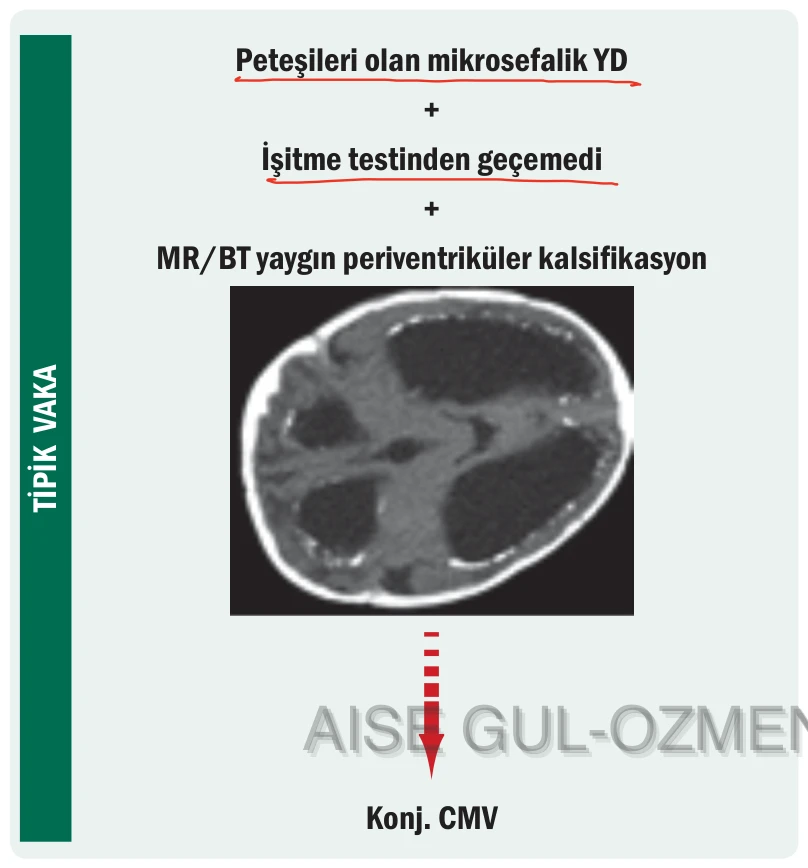 Peteşileri olan mikrosefalik YD
+
İşitme testinden geçemedi
+
MR/BT yaygın periventriküler kalsifikasyon
TİPİK VAKA
AISE GUL-OZMEN
Konj. CMV